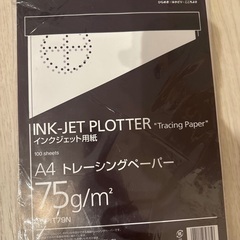 INK-JET PLOTTER "Tracing Paper"
インクジェット用紙
100 sheets
A4 トレーシングペーパー
75g/m²